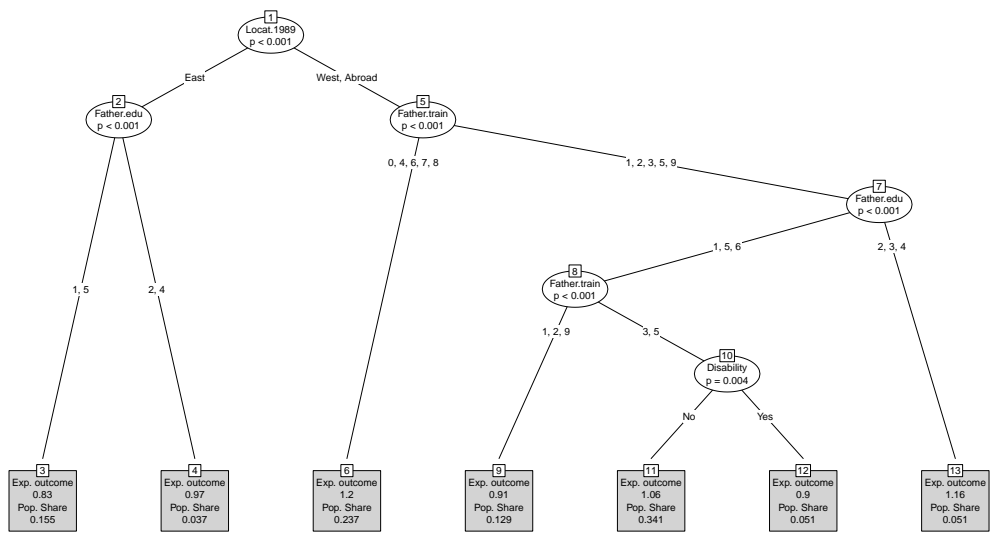 1
Locat.1989
p < 0.001
East
West, Abroad
2
Father.edu
p < 0.001
5
Father.train
p < 0.001
0, 4, 6, 7, 8
1, 2, 3, 5, 9
7
Father.edu
p < 0.001
1, 5, 6
2, 3, 4
8
Father.train
p < 0.001
1, 5
2, 4
1, 2, 9
3, 5
10
Disability
p = 0.004
No
Yes
3
Exp. outcome
0.83
Pop. Share
0.155
4
Exp. outcome
0.97
Pop. Share
0.037
6
Exp. outcome
1.2
Pop. Share
0.237
9
Exp. outcome
0.91
Pop. Share
0.129
11
Exp. outcome
1.06
Pop. Share
0.341
12
Exp. outcome
0.9
Pop. Share
0.051
13
Exp. outcome
1.16
Pop. Share
0.051